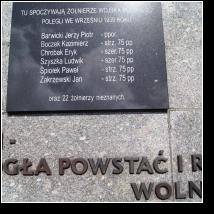 TU SPOCZYWAJĄ ŻOŁNIERZE WOJSKA
POLEGLI WE WRZEŚNIU 1939 ROKU
Barwicki Jerzy Piotr - ppor.
Boczek Kazimierz - strz. 75 pp
Chrobak Eryk - szer. 75 pp
Szyszka Ludwik - szer. 75 pp
Śpiorek Paweł - strz. 75 pp
Zakrzewski Jan - strz. 75 pp
oraz 22 żołnierzy nieznanych.
GŁA POWSTAĆ I
WOLN